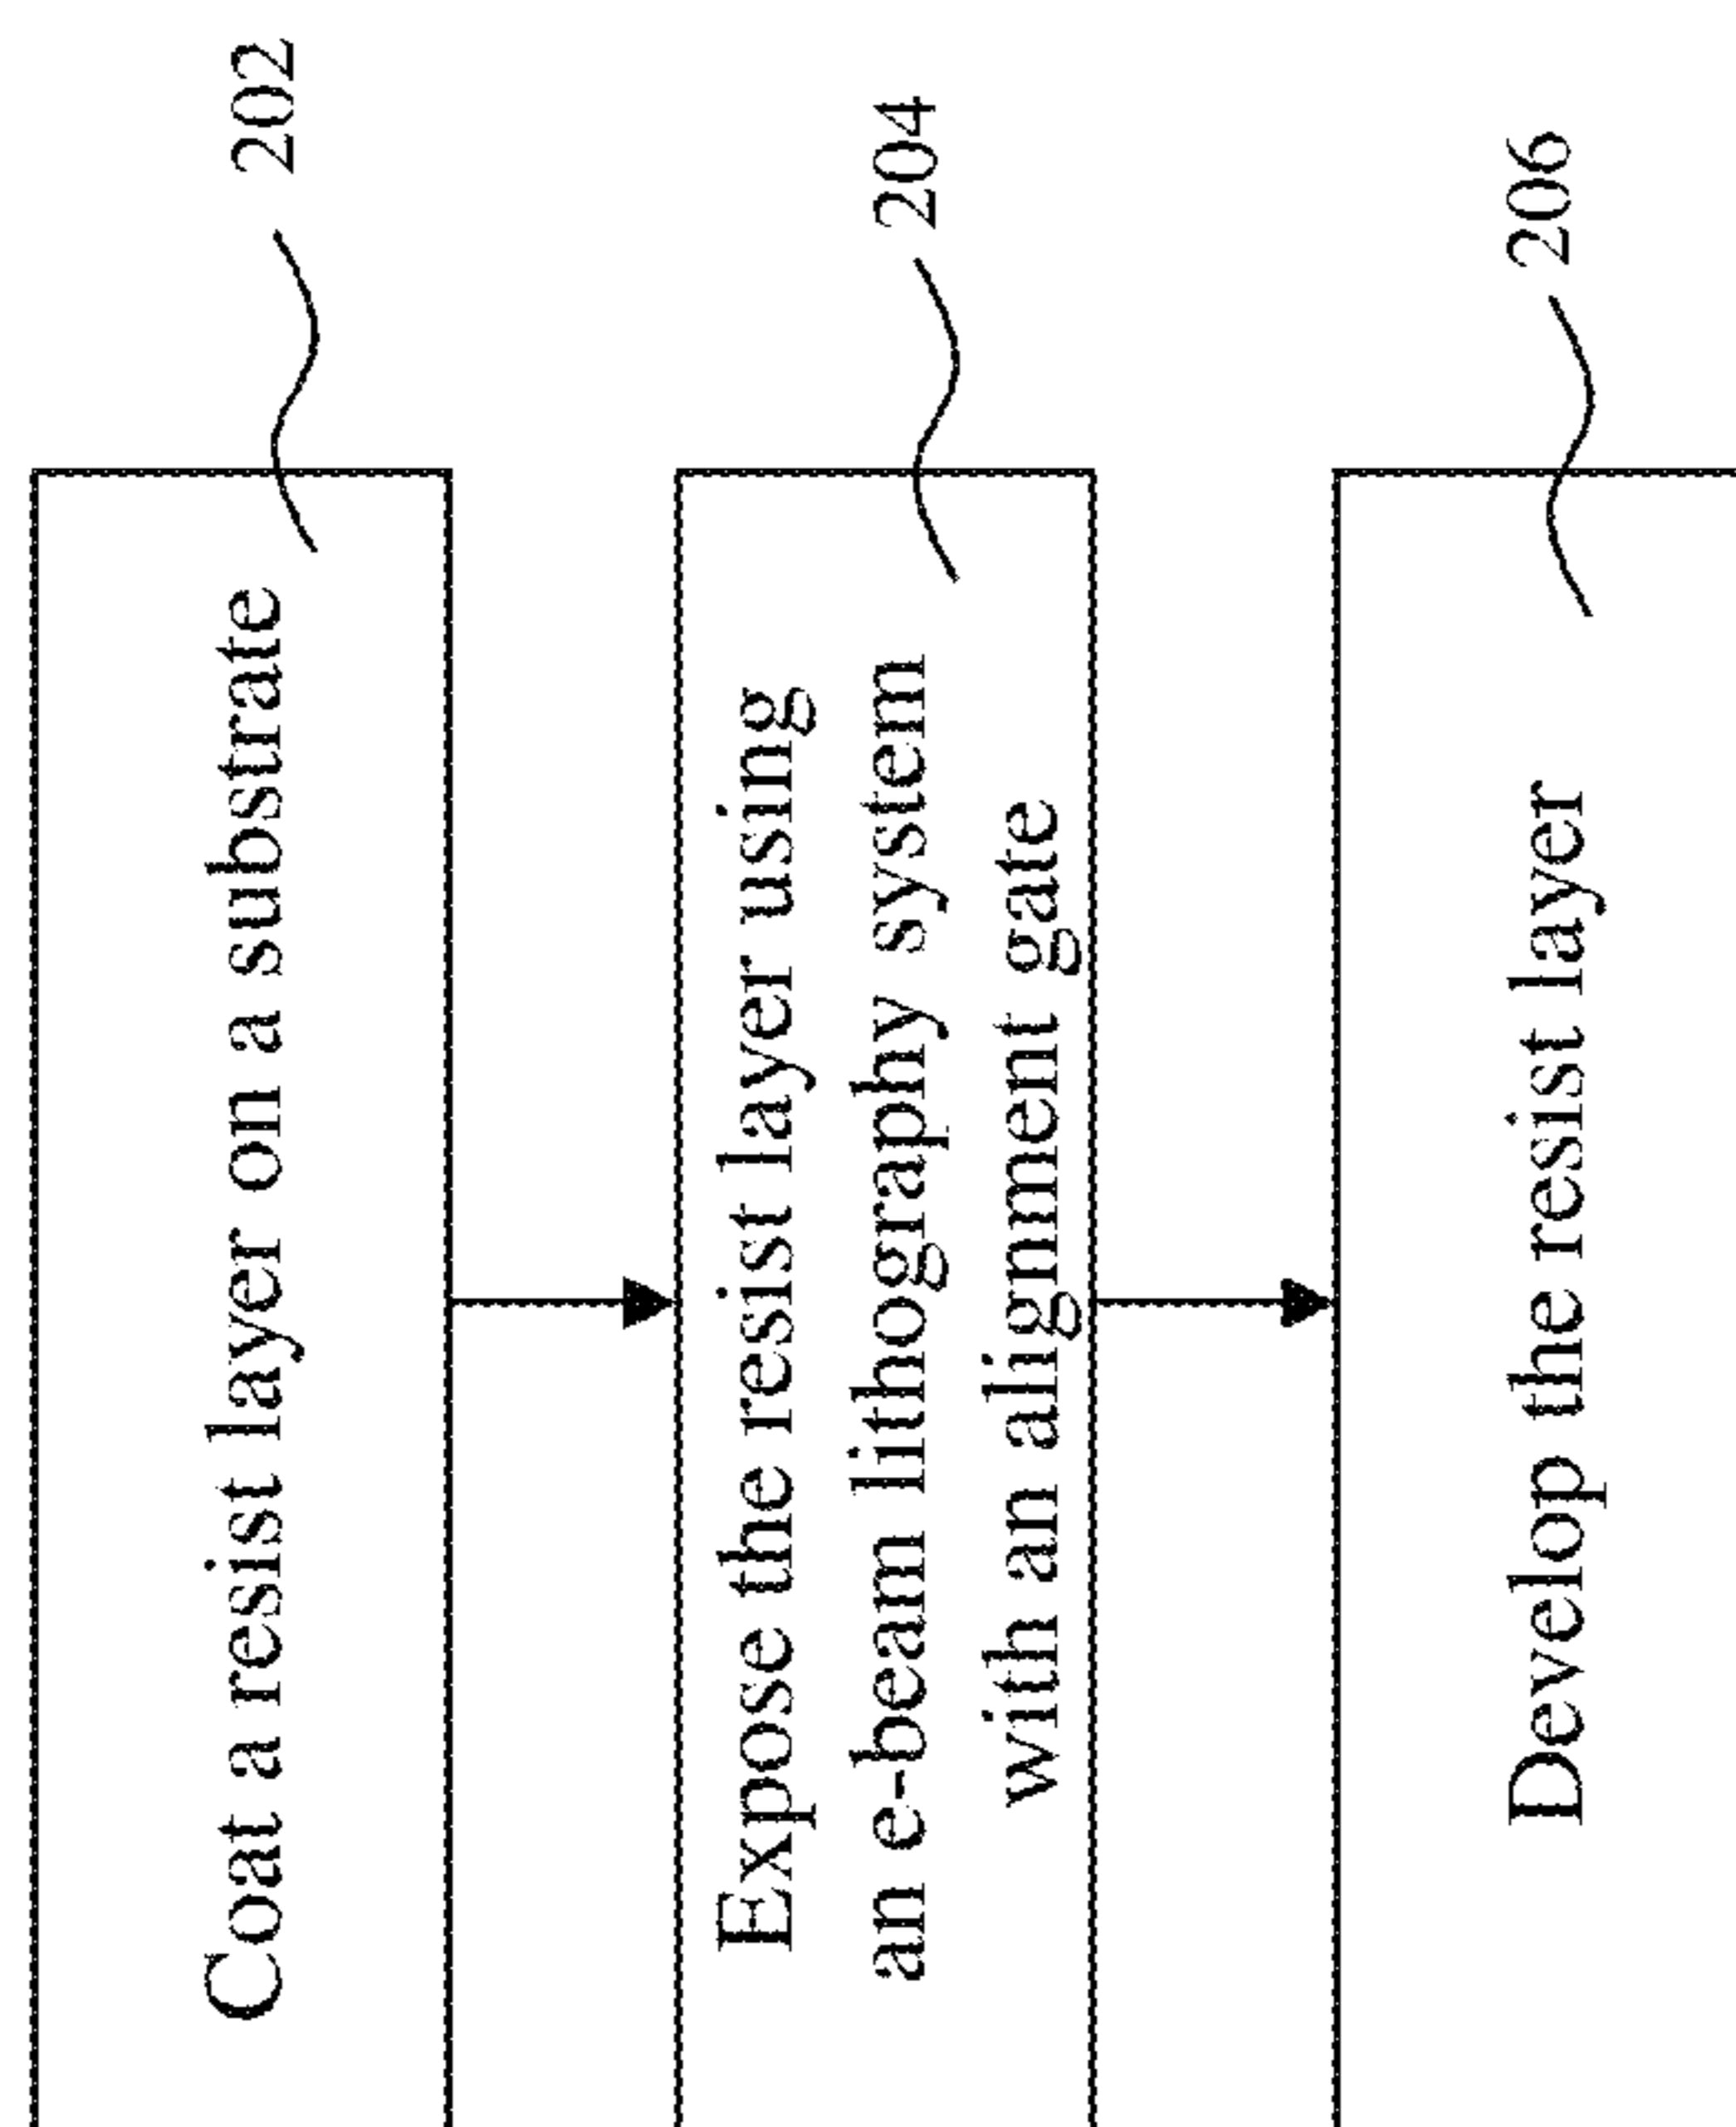 Coat a resist layer on a substrate
202
Expose the resist layer using
an e-beam lithography system
with an alignment gate
204
Develop the resist layer
206